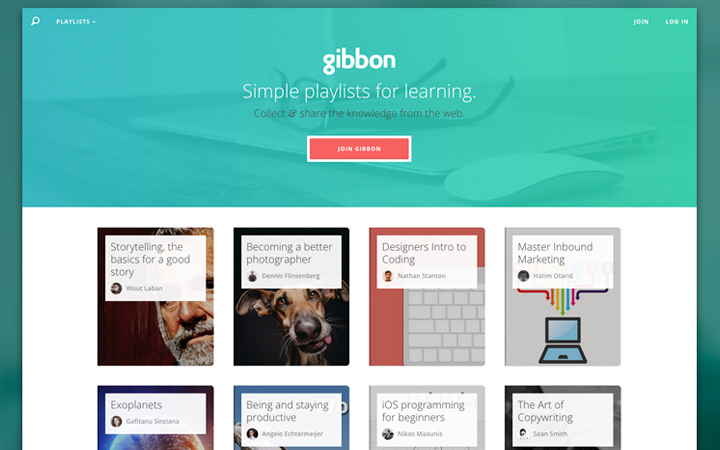 PLAYLISTS
JOIN
LOG IN
gibbon
Simple playlists for learning.
Collect & share the knowledge from the web.
JOIN GIBBON
Storytelling, the
basics for a good
story
Wout Laban
Becoming a better
photographer
Dennis Flinsenberg
Designers Intro to
Coding
Nathan Stanton
Master Inbound
Marketing
Hatim Otarid
Exoplanets
Gafitanu Sinziana
Being and staying
productive
Angelo Echtermeijer
iOS programming
for beginners
Nikos Maounis
The Art of
Copywriting
Sean Smith